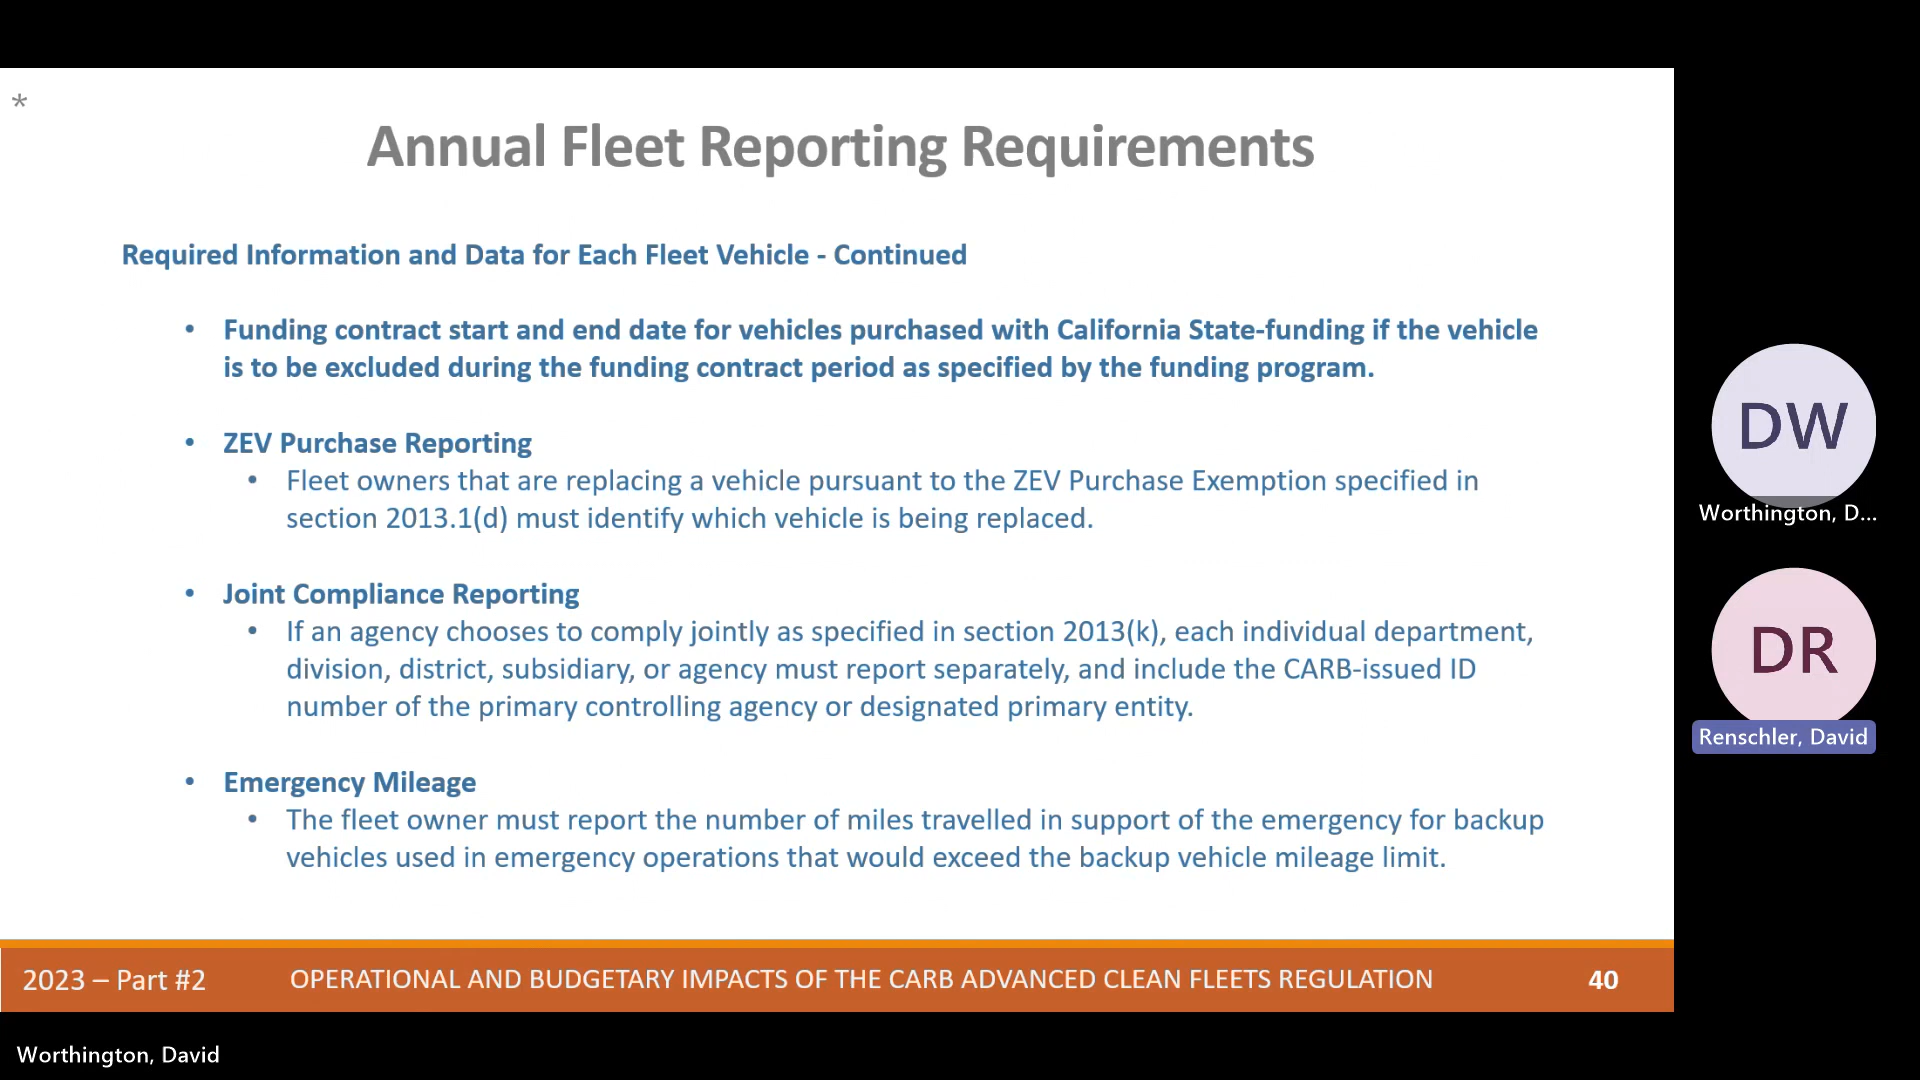 *
Annual Fleet Reporting Requirements
Required Information and Data for Each Fleet Vehicle - Continued
• Funding contract start and end date for vehicles purchased with California State-funding if the vehicle
is to be excluded during the funding contract period as specified by the funding program.
• ZEV Purchase Reporting
• Fleet owners that are replacing a vehicle pursuant to the ZEV Purchase Exemption specified in
section 2013.1(d) must identify which vehicle is being replaced.
• Joint Compliance Reporting
• If an agency chooses to comply jointly as specified in section 2013(k), each individual department,
division, district, subsidiary, or agency must report separately, and include the CARB-issued ID
number of the primary controlling agency or designated primary entity.
• Emergency Mileage
• The fleet owner must report the number of miles travelled in support of the emergency for backup
vehicles used in emergency operations that would exceed the backup vehicle mileage limit.
2023 – Part #2 OPERATIONAL AND BUDGETARY IMPACTS OF THE CARB ADVANCED CLEAN FLEETS REGULATION 40
DW
Worthington, D...
DR
Renschler, David
Worthington, David